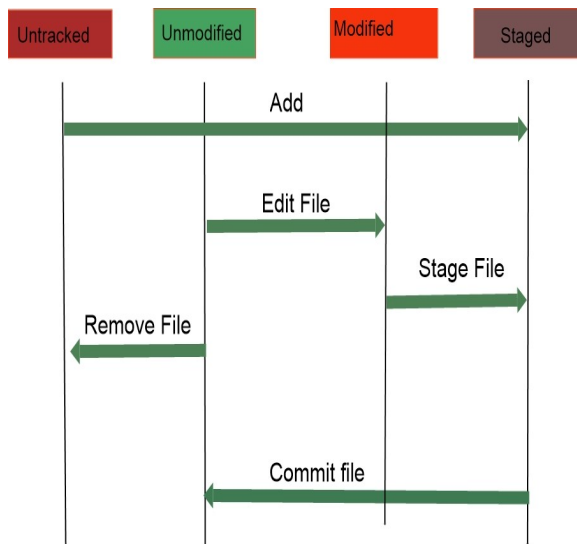 Untracked
Unmodified
Modified
Staged
Add
Edit File
Stage File
Remove File
Commit file